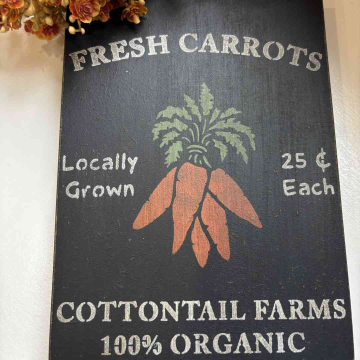 FRESH CARROTS
Locally
Grown
25 ¢
Each
COTTONTAIL FARMS
100% ORGANIC